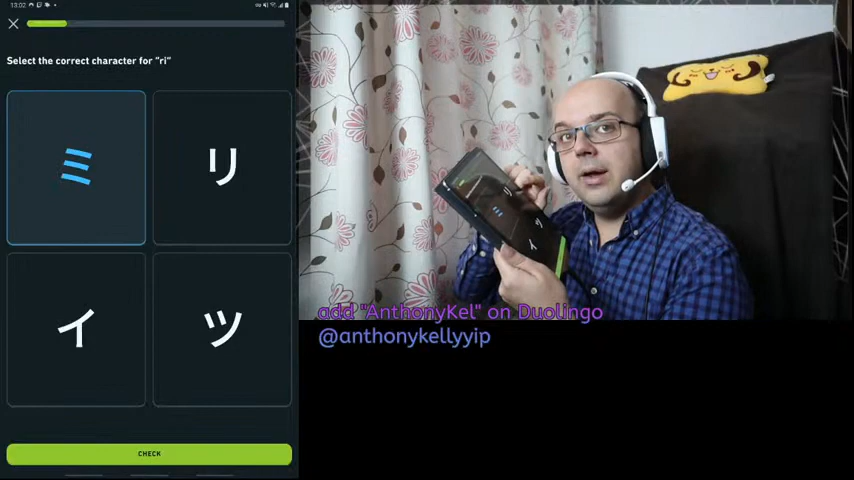 13:02
Select the correct character for "ri"
ミ
リ
イ
ツ
CHECK
add "AnthonyKel" on Duolingo
@anthonykellyyip